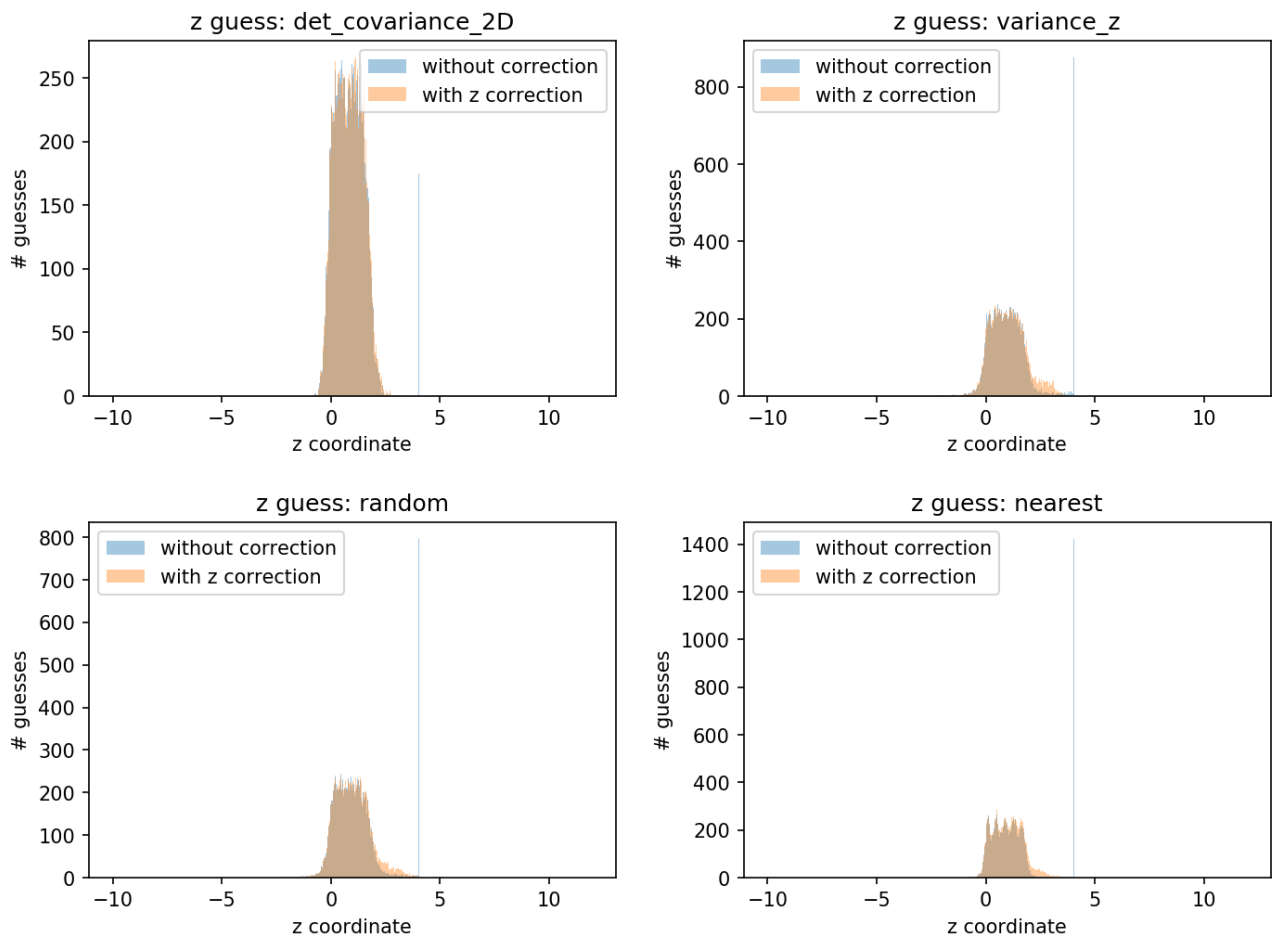 z guess: det_covariance_2D
without correction
with z correction
250
200
150
100
50
0
# guesses
−10
−5
0
5
10
z coordinate
z guess: variance_z
without correction
with z correction
800
600
400
200
0
# guesses
−10
−5
0
5
10
z coordinate
z guess: random
without correction
with z correction
800
700
600
500
400
300
200
100
0
# guesses
−10
−5
0
5
10
z coordinate
z guess: nearest
without correction
with z correction
1400
1200
1000
800
600
400
200
0
# guesses
−10
−5
0
5
10
z coordinate